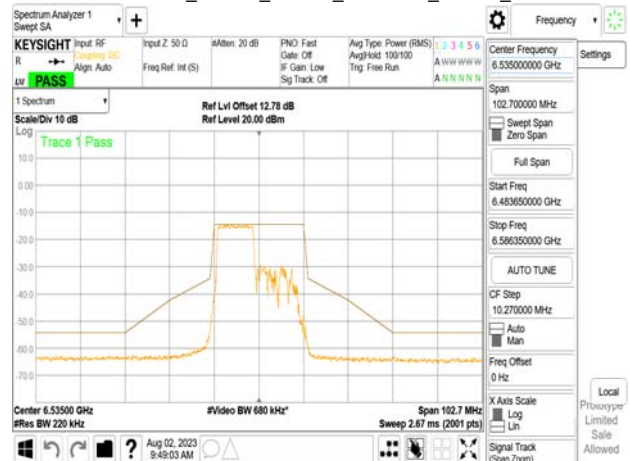 Spectrum Analyzer 1
Swept SA
Frequency
KEYSIGHT
R
LV PASS
Input: RF
Coupling: DC
Align: Auto
Input Z: 50 Ω
Freq Ref: Int (S)
#Atten: 20 dB
PNO: Fast
Gate: Off
IF Gain: Low
Sig Track: Off
Avg Type: Power (RMS)
Avg|Hold: 100/100
Trig: Free Run
1 2 3 4 5 6
A W W W W W
A N N N N N
1 Spectrum
Scale/Div 10 dB
Ref Lvl Offset 12.78 dB
Ref Level 20.00 dBm
Log
Trace 1 Pass
10.0
0.00
-10.0
-20.0
-30.0
-40.0
-50.0
-60.0
-70.0
Center 6.53500 GHz
#Video BW 680 kHz*
Span 102.7 MHz
#Res BW 220 kHz
Sweep 2.67 ms (2001 pts)
?
Aug 02, 2023
9:49:03 AM
Center Frequency
6.535000000 GHz
Settings
Span
102.700000 MHz
Swept Span
Zero Span
Full Span
Start Freq
6.483650000 GHz
Stop Freq
6.586350000 GHz
AUTO TUNE
CF Step
10.270000 MHz
Auto
Man
Freq Offset
0 Hz
X Axis Scale
Log
Lin
Signal Track
(Span Zoom)
Local
Prototype
Limited
Sale
Allowed